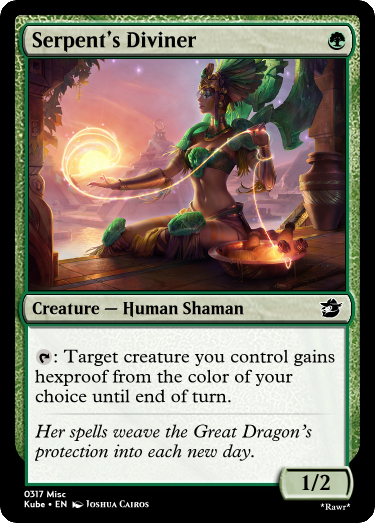 Serpent's Diviner
Creature — Human Shaman
: Target creature you control gains
hexproof from the color of your
choice until end of turn.
Her spells weave the Great Dragon's
protection into each new day.
1/2
0317 Misc
Kube • EN Joshua Cairos
*Rawr*